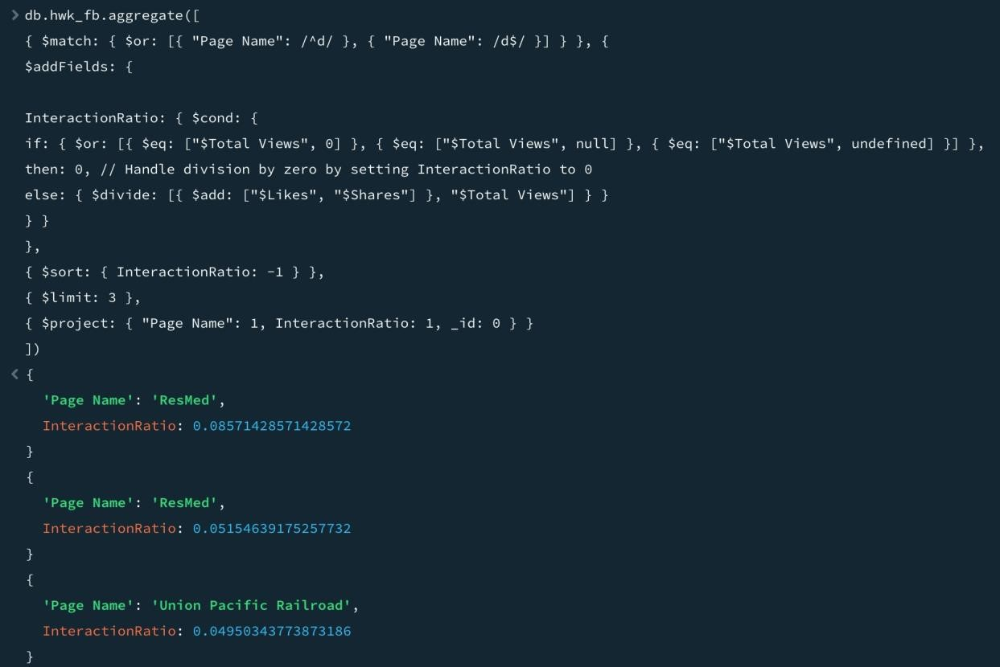 db.hwk_fb.aggregate([
{ $match: { $or: [{ "Page Name": /^d/ }, { "Page Name": /d$/ }] } }, {
$addFields: {
InteractionRatio: { $cond: {
if: { $or: [{ $eq: ["$Total Views", 0] }, { $eq: ["$Total Views", null] }, { $eq: ["$Total Views", undefined] }] },
then: 0, // Handle division by zero by setting InteractionRatio to 0
else: { $divide: [{ $add: ["$Likes", "$Shares"] }, "$Total Views"] } }
} }
},
{ $sort: { InteractionRatio: -1 } },
{ $limit: 3 },
{ $project: { "Page Name": 1, InteractionRatio: 1, _id: 0 } }
])
{
'Page Name': 'ResMed',
InteractionRatio: 0.08571428571428572
}
{
'Page Name': 'ResMed',
InteractionRatio: 0.05154639175257732
}
{
'Page Name': 'Union Pacific Railroad',
InteractionRatio: 0.04950343773873186
}